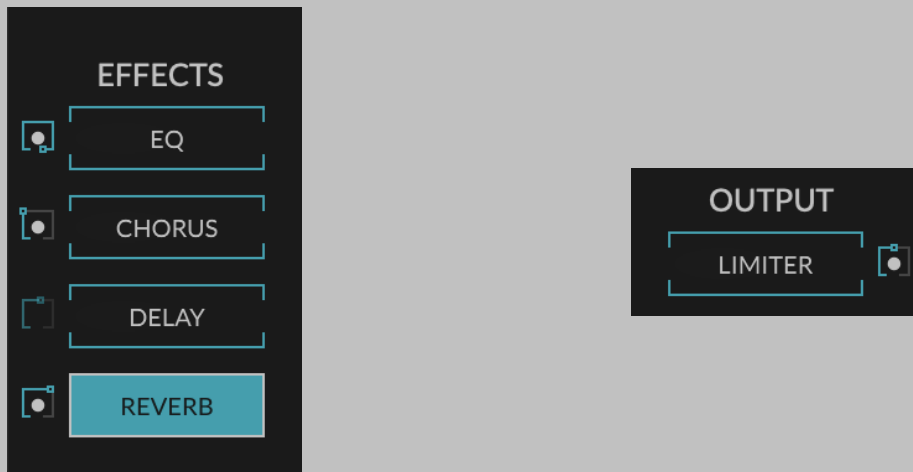 EFFECTS
EQ
CHORUS
DELAY
REVERB
OUTPUT
LIMITER